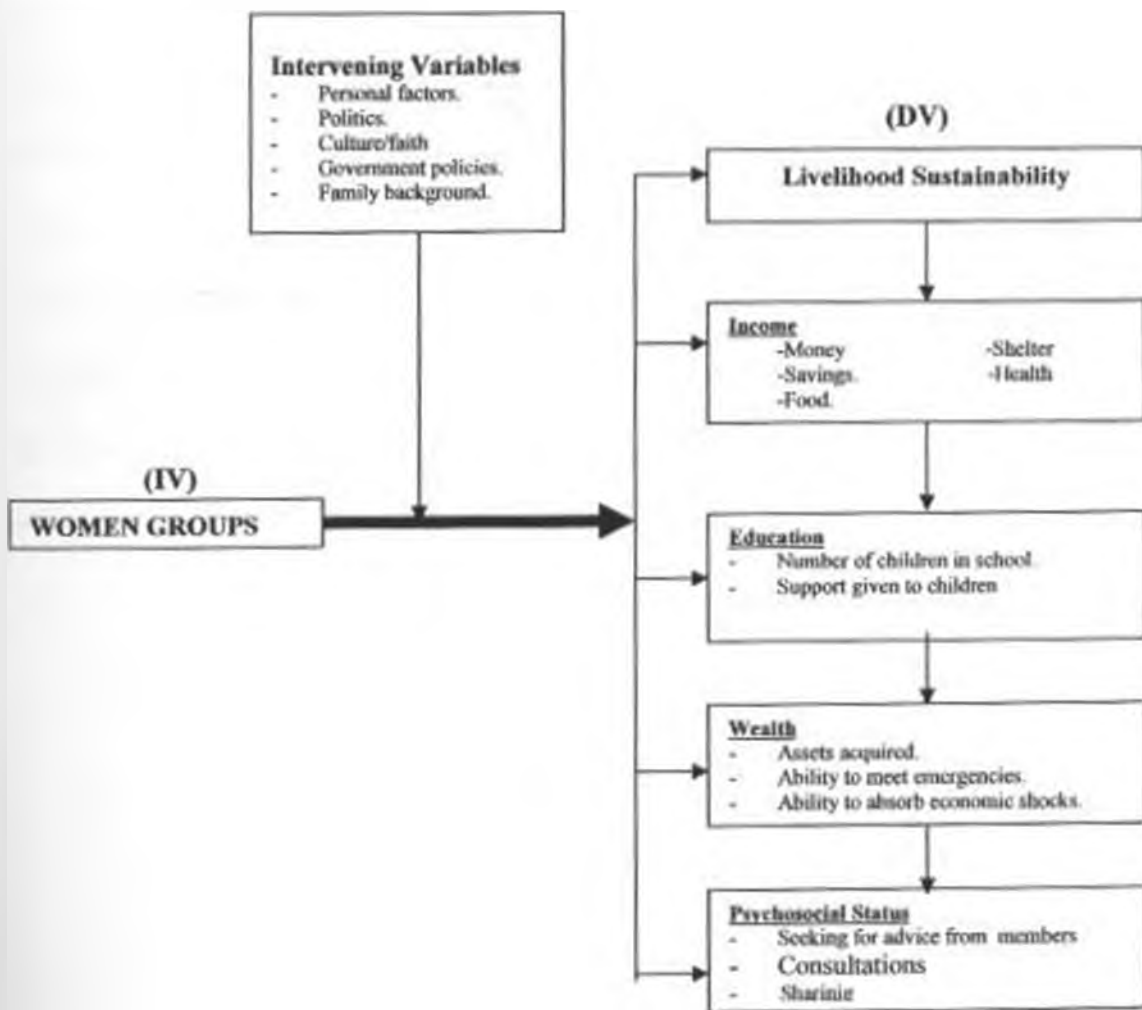 Intervening Variables
- Personal factors.
- Politics.
- Culture/faith
- Government policies.
- Family background.
(DV)
Livelihood Sustainability
Income
-Money -Shelter
-Savings. -Health
-Food.
(IV)
WOMEN GROUPS
Education
- Number of children in school.
- Support given to children
Wealth
- Assets acquired.
- Ability to meet emergencies.
- Ability to absorb economic shocks.
Psychosocial Status
- Seeking for advice from members
- Consultations
- Sharinig